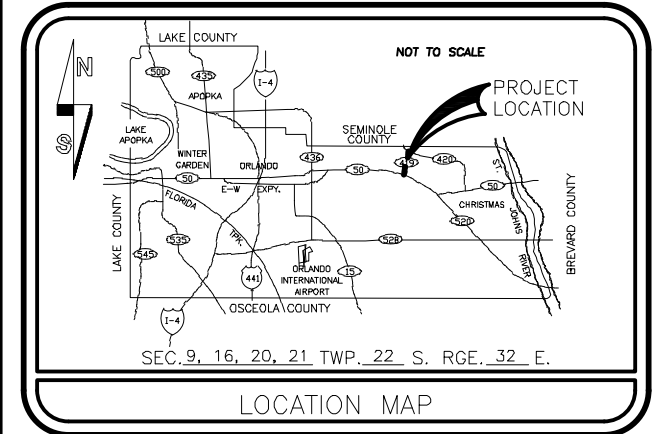 LAKE COUNTY
NOT TO SCALE
N
S
500
435
I-4
APOPKA
PROJECT
LOCATION
LAKE
APOPKA
SEMINOLE
COUNTY
WINTER
GARDEN
ORLANDO
436
419
420
50
50
50
E-W EXPY.
CHRISTMAS
FLORIDA
TPK.
ST.
JOHNS
RIVER
BREVARD COUNTY
LAKE COUNTY
520
528
535
545
441
15
ORLANDO
INTERNATIONAL
AIRPORT
I-4
OSCEOLA COUNTY
SEC. 9, 16, 20, 21 TWP. 22 S. RGE. 32 E.
LOCATION MAP